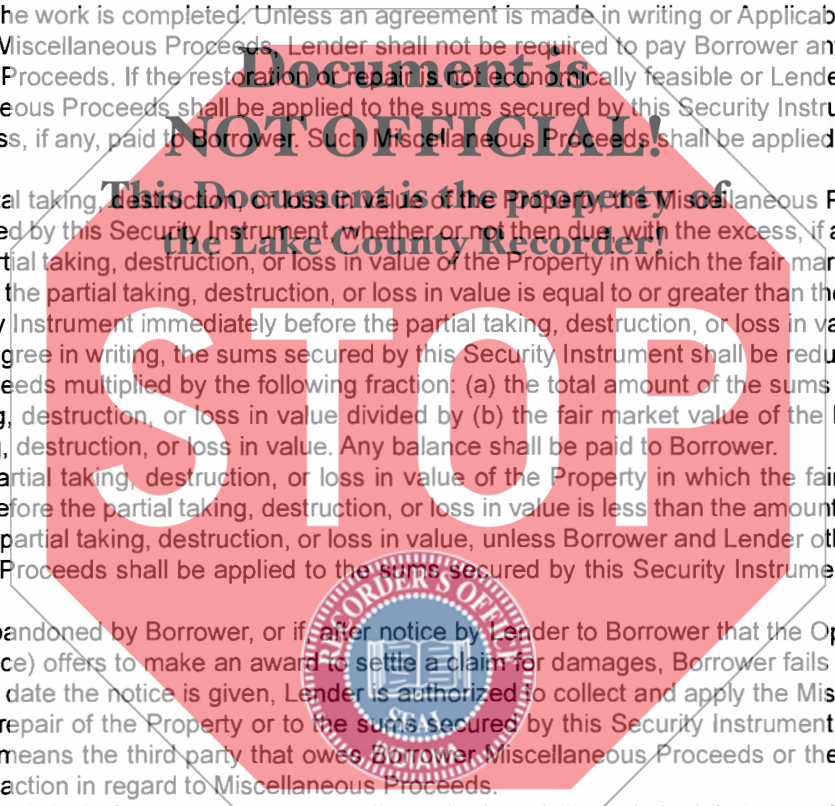 he work is completed. Unless an agreement is made in writing or Applicab
Miscellaneous Proceeds, Lender shall not be required to pay Borrower an
Document is
Proceeds. If the restoration or repair is not economically feasible or Lende
eous Proceeds shall be applied to the sums secured by this Security Instru
NOT OFFICIAL!
ss, if any, paid to Borrower. Such Miscellaneous Proceeds shall be applied
This Document is the property of
al taking, destruction, or loss in value of the Property, the Miscellaneous P
the Lake County Recorder!
ed by this Security Instrument, whether or not then due, with the excess, if a
rtial taking, destruction, or loss in value of the Property in which the fair mar
the partial taking, destruction, or loss in value is equal to or greater than the
y Instrument immediately before the partial taking, destruction, or loss in va
gree in writing, the sums secured by this Security Instrument shall be redu
eeds multiplied by the following fraction: (a) the total amount of the sums
g, destruction, or loss in value divided by (b) the fair market value of the
, destruction, or loss in value. Any balance shall be paid to Borrower.
STOP
artial taking, destruction, or loss in value of the Property in which the fair
efore the partial taking, destruction, or loss in value is less than the amount
partial taking, destruction, or loss in value, unless Borrower and Lender oth
Proceeds shall be applied to the sums secured by this Security Instrume
RECORDER'S OFFICE
bandoned by Borrower, or if, after notice by Lender to Borrower that the Op
ce) offers to make an award to settle a claim for damages, Borrower fails
date the notice is given, Lender is authorized to collect and apply the Mis
repair of the Property or to the sums secured by this Security Instrument
SEAL
means the third party that owes Borrower Miscellaneous Proceeds or the
action in regard to Miscellaneous Proceeds.